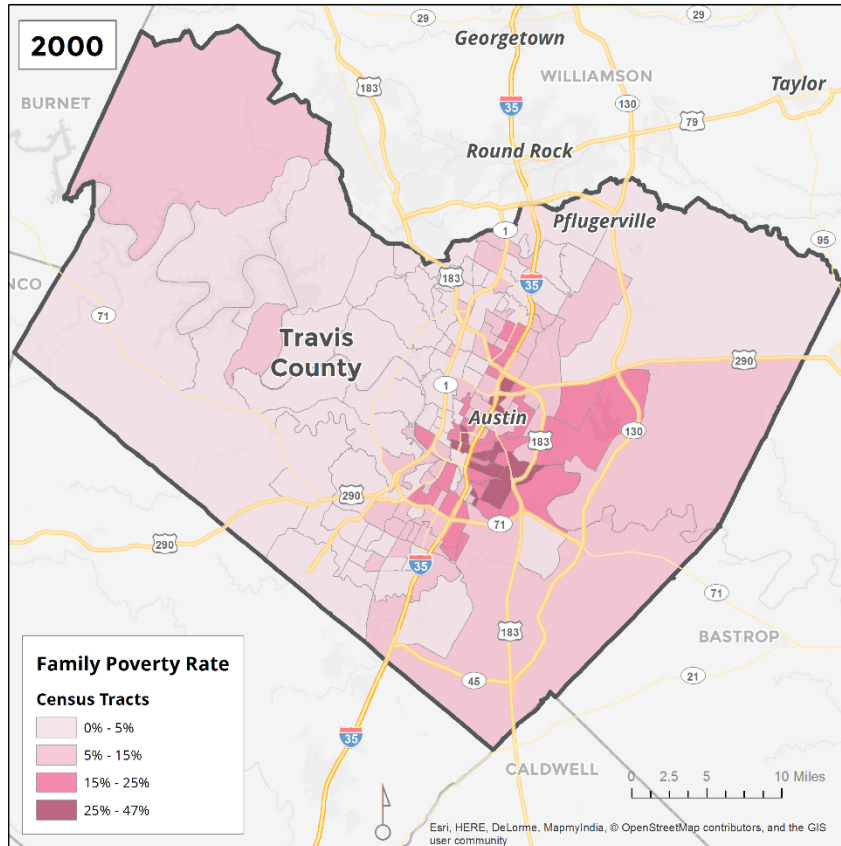 2000
29
29
Georgetown
WILLIAMSON
Taylor
BURNET
183
35
130
79
Round Rock
Pflugerville
1
95
183
35
NCO
71
Travis
County
290
1
Austin
183
130
290
71
290
35
71
183
BASTROP
45
21
35
CALDWELL
Family Poverty Rate
Census Tracts
0% - 5%
5% - 15%
15% - 25%
25% - 47%
0 2.5 5 10 Miles
Esri, HERE, DeLorme, MapmyIndia, © OpenStreetMap contributors, and the GIS
user community